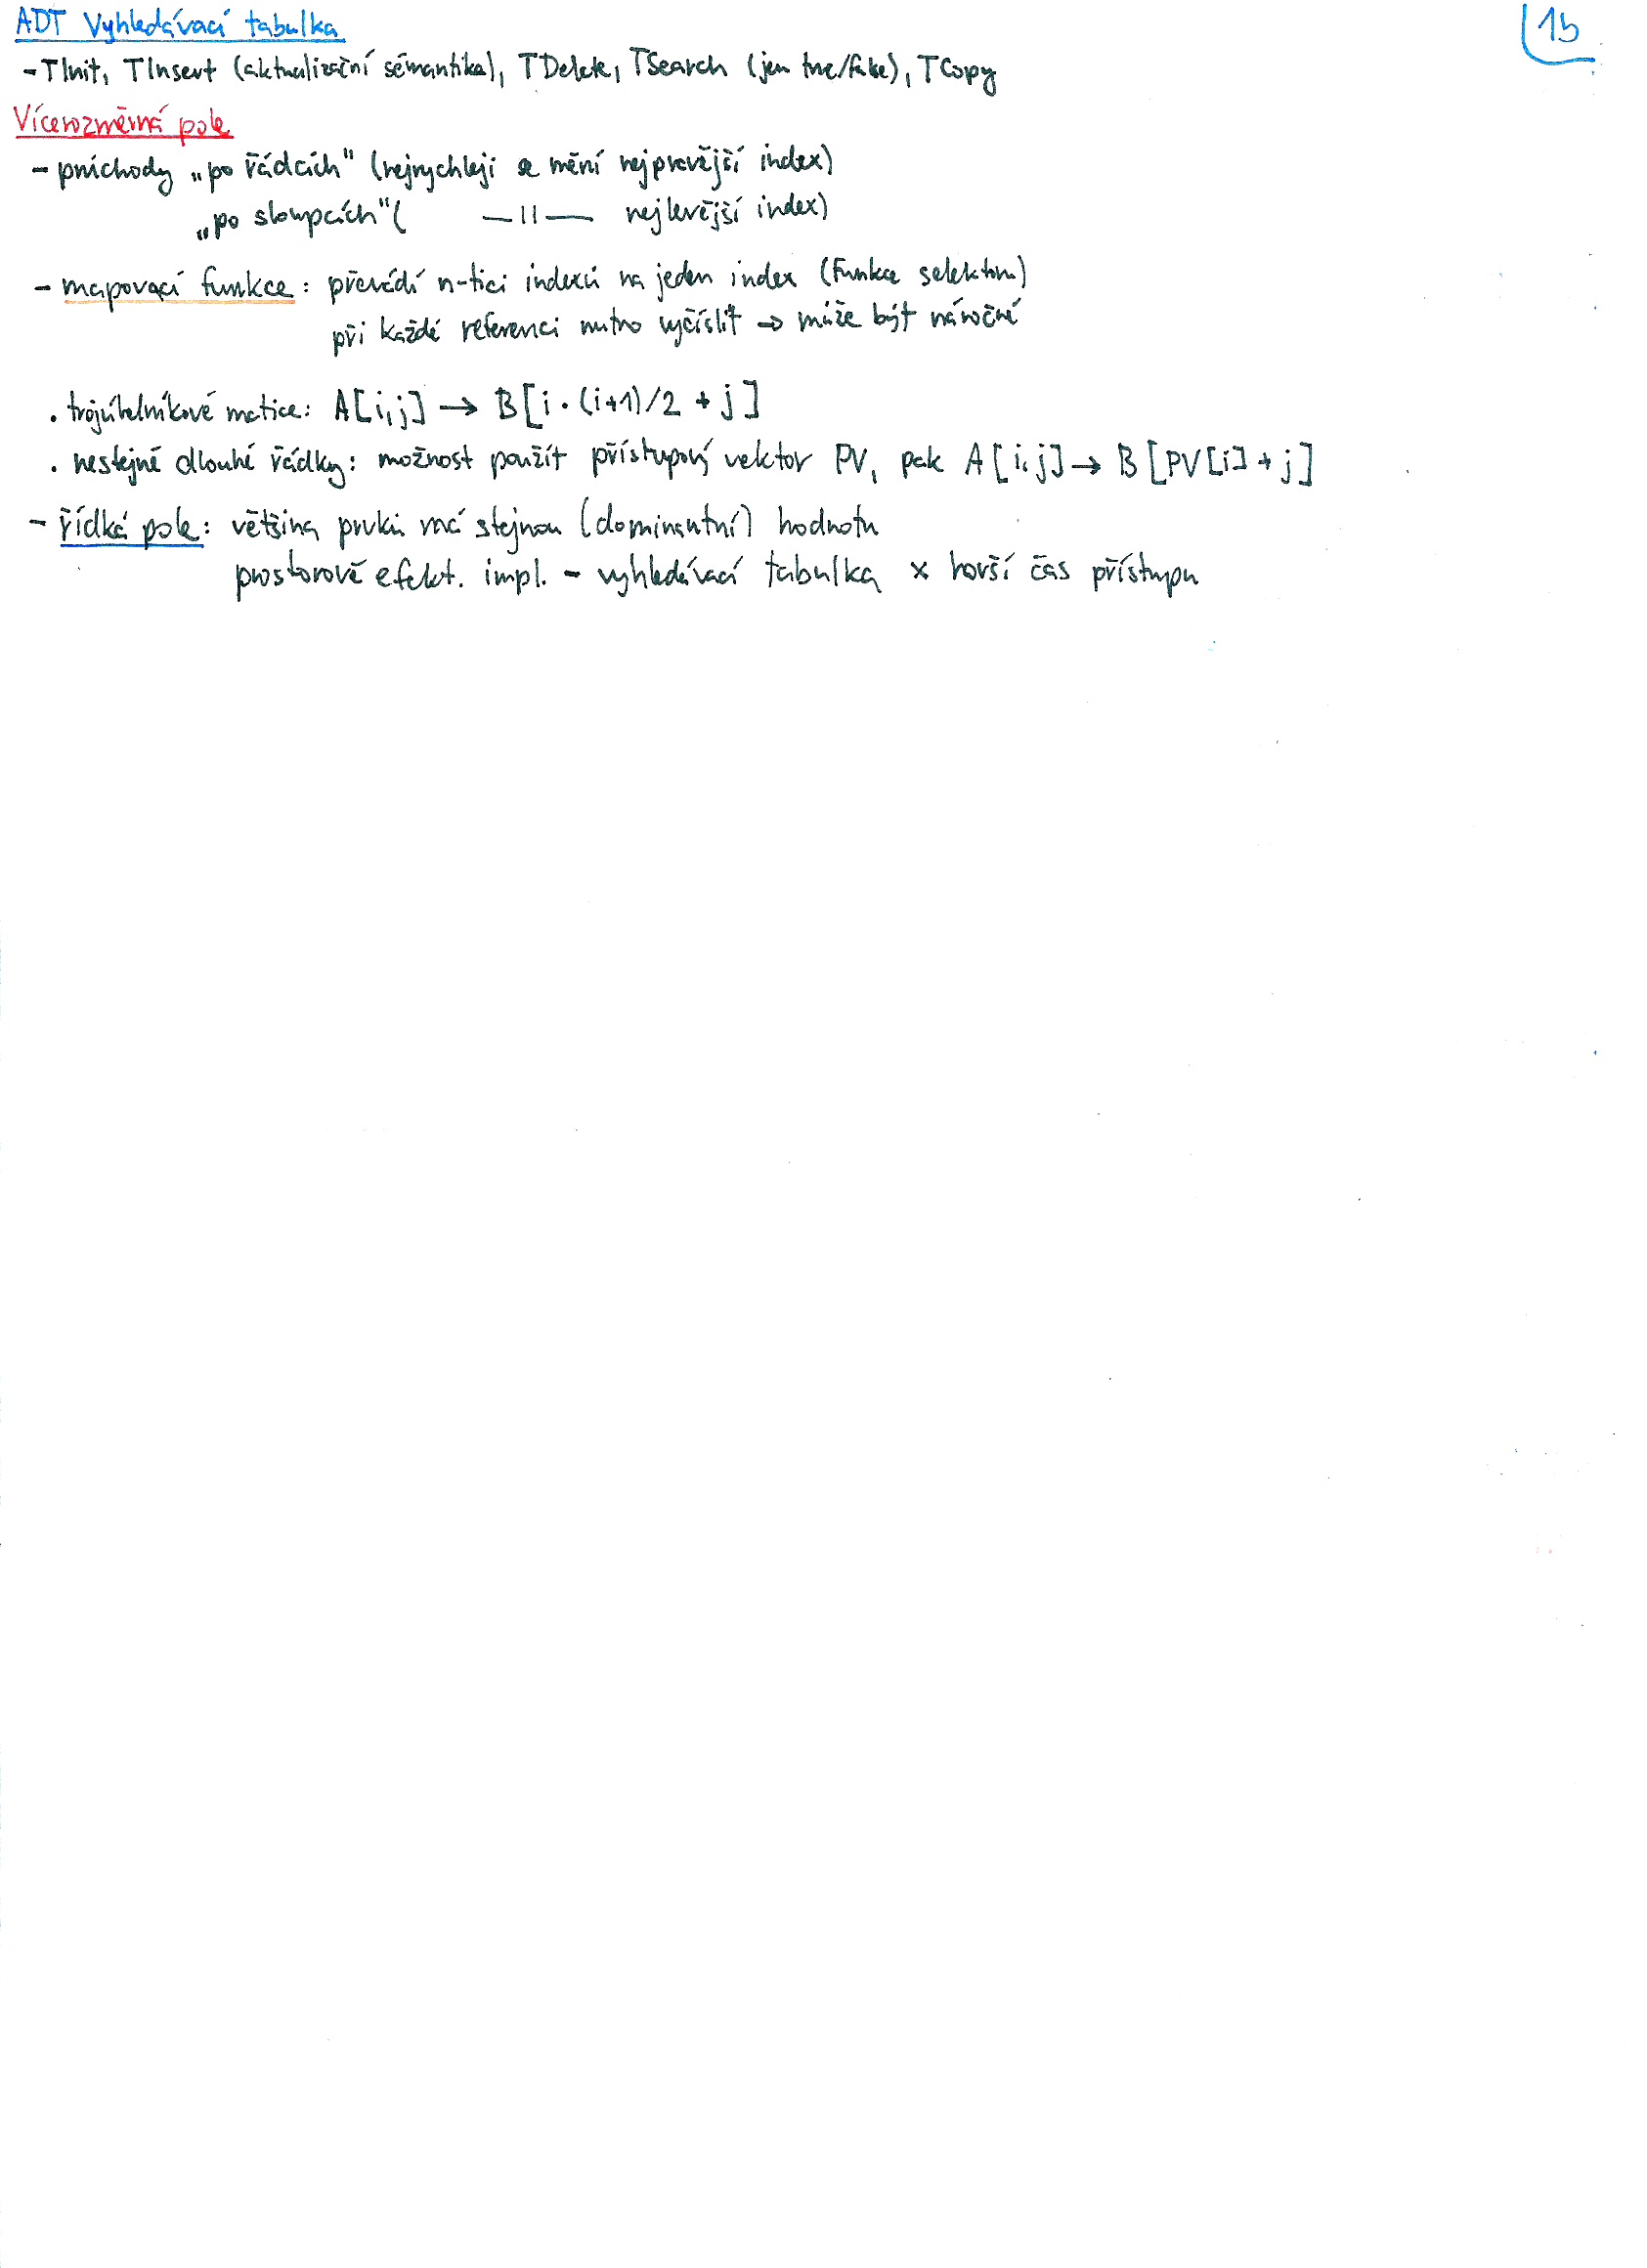 ADT Vyhledávací tabulka
15
- TInit, TInsert (aktualizační sémantika), TDelete, TSearch (jen true/false), TCopy
Vícerozměrná pole
- průchody „po řádcích" (nejrychleji se mění nejpravější index)
„po sloupcích" ( —||— nejlevější index)
- mapovací funkce: převádí n-tici indexů na jeden index (funkce selektoru)
při každé referenci nutno vyčíslit → může být náročné
• trojúhelníkové matice: A[i,j] → B[i·(i+1)/2 + j]
• nestejně dlouhé řádky: možnost použít přístupový vektor PV, pak A[i,j] → B[PV[i] + j]
- řídká pole: většina prvků má stejnou (dominantní) hodnotu
prostorově efekt. impl. - vyhledávací tabulka × horší čas přístupu